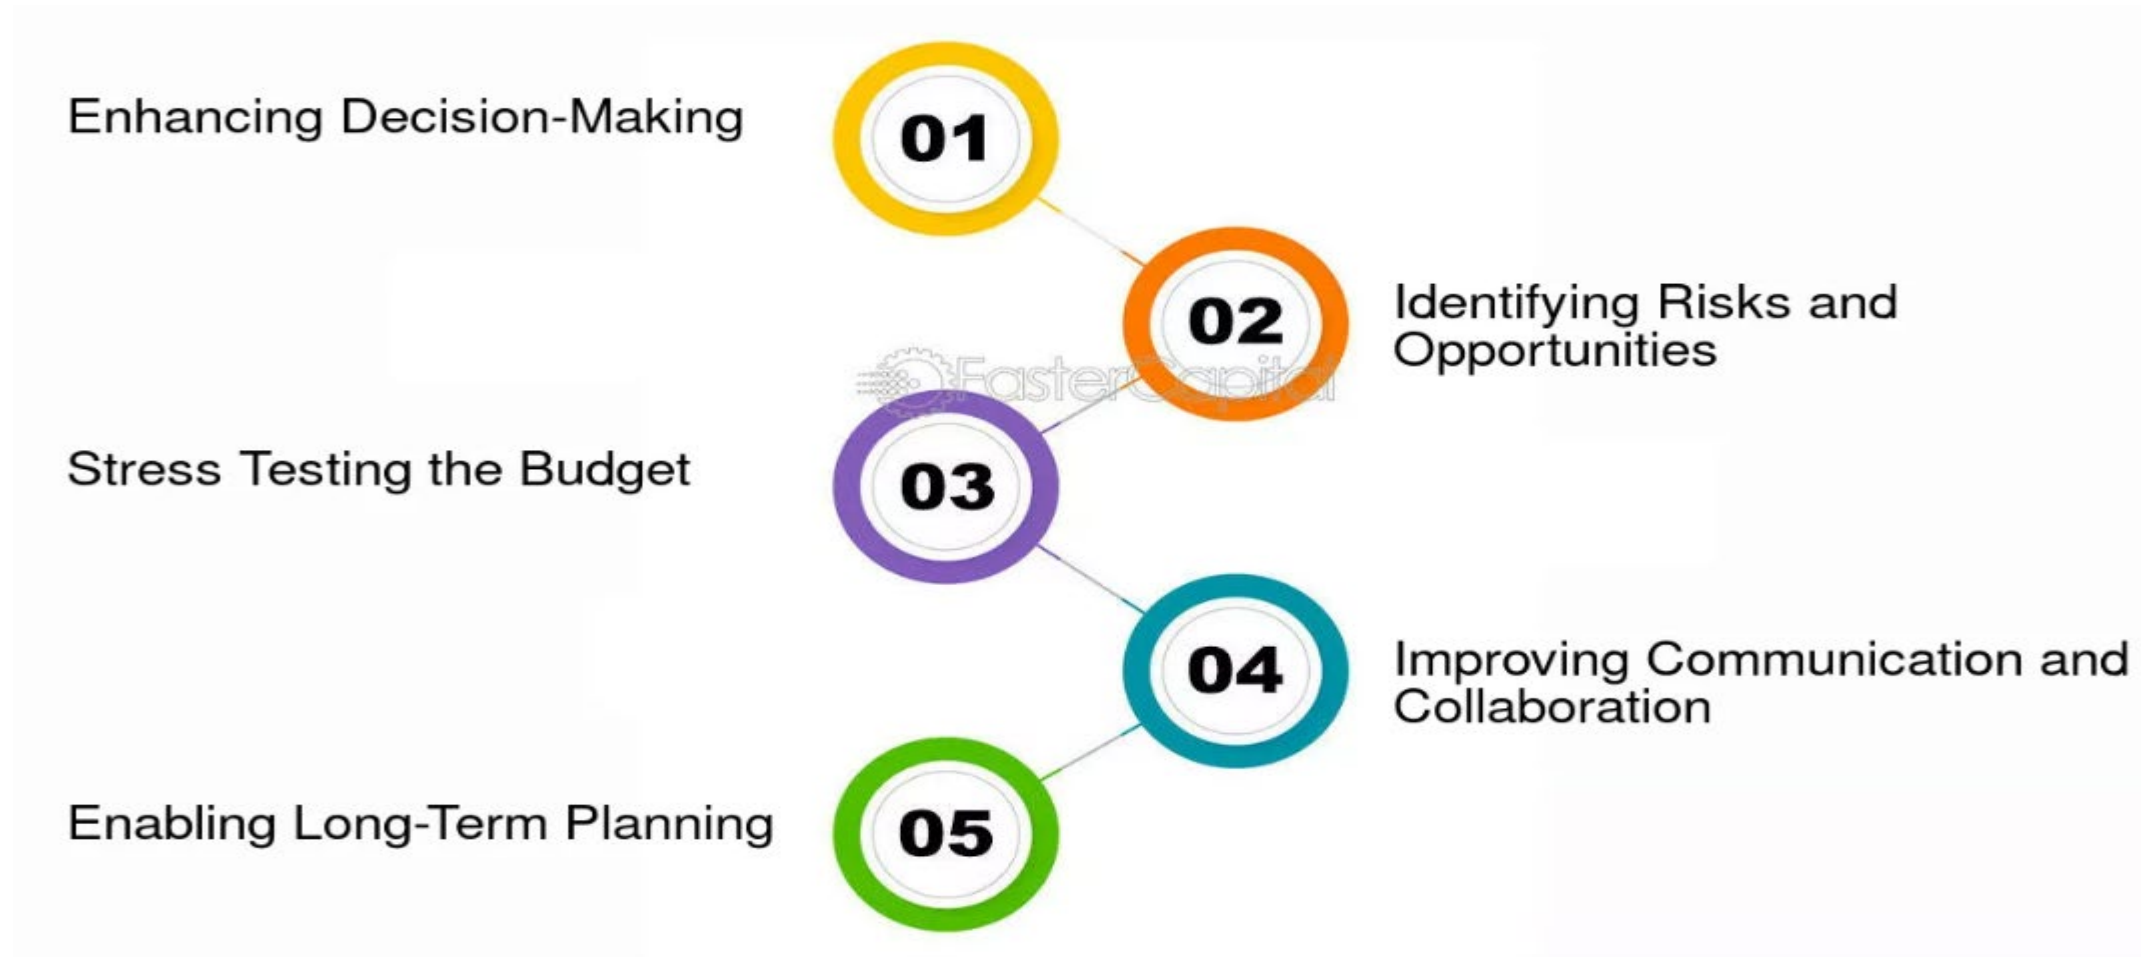 Enhancing Decision-Making
01
02
Identifying Risks and
Opportunities
FasterCapital
Stress Testing the Budget
03
04
Improving Communication and
Collaboration
Enabling Long-Term Planning
05